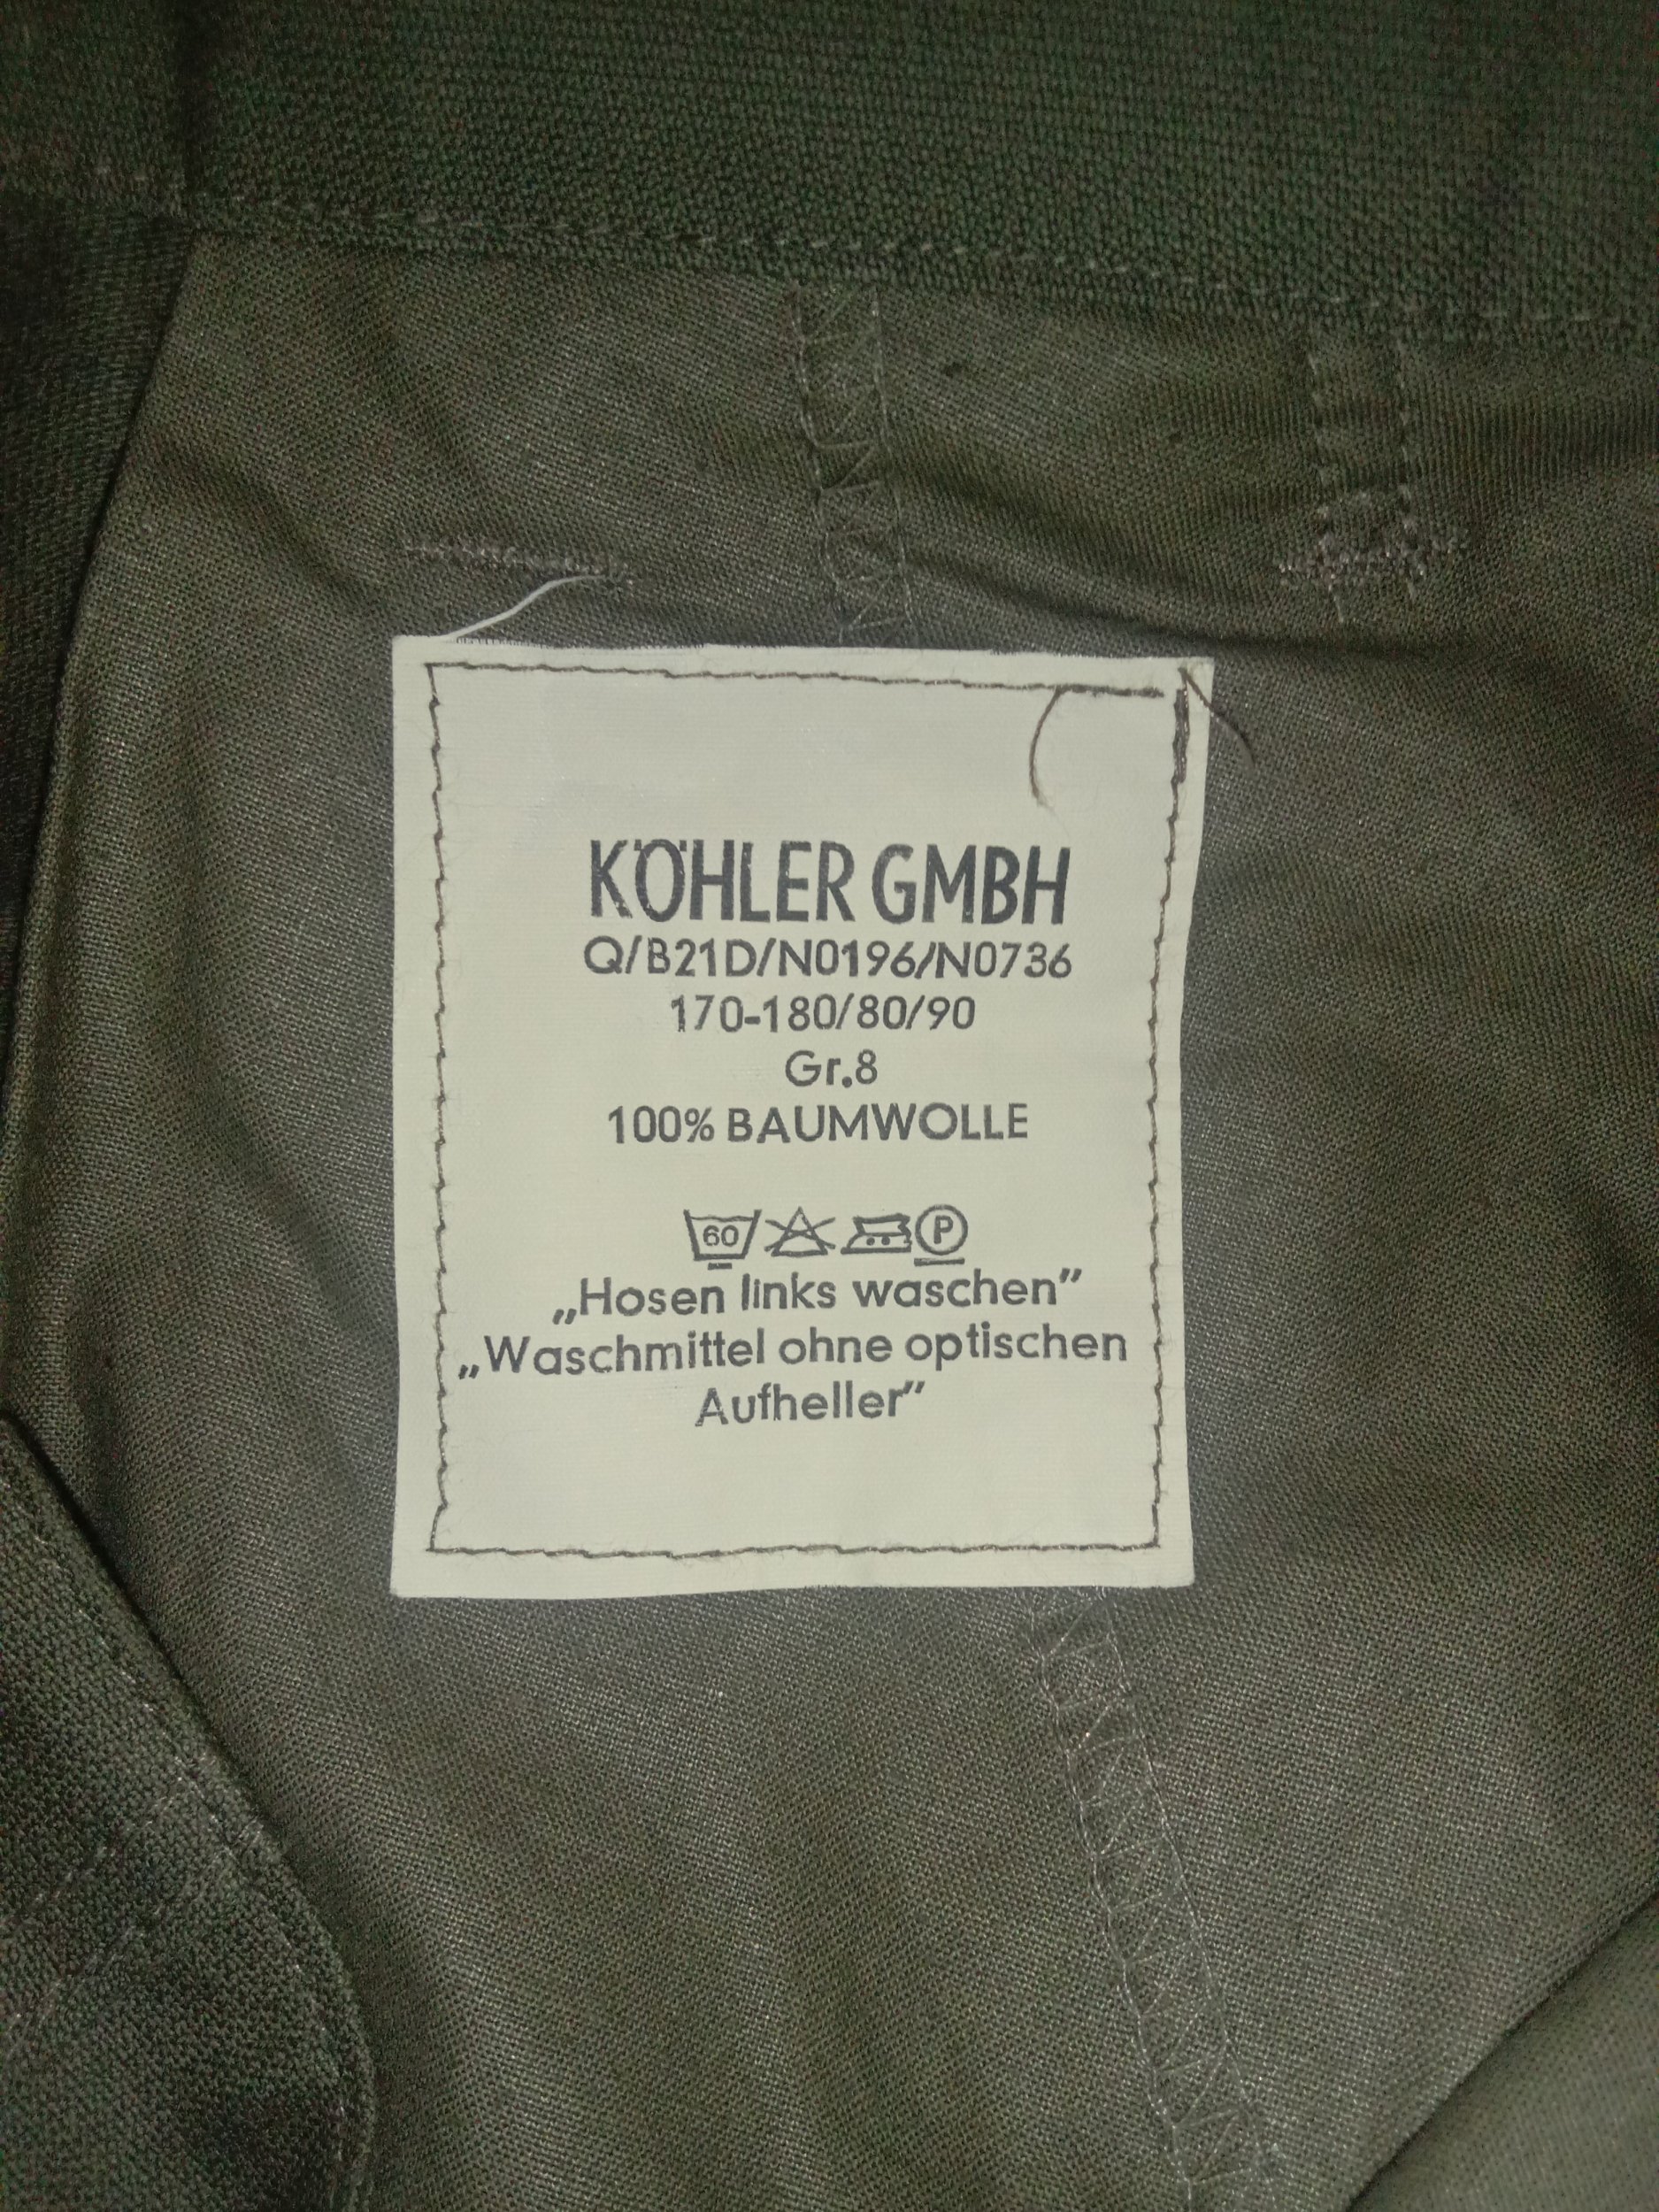 KÖHLER GMBH
Q/B21D/N0196/N0736
170-180/80/90
Gr.8
100% BAUMWOLLE
60 P
„Hosen links waschen”
„Waschmittel ohne optischen
Aufheller”